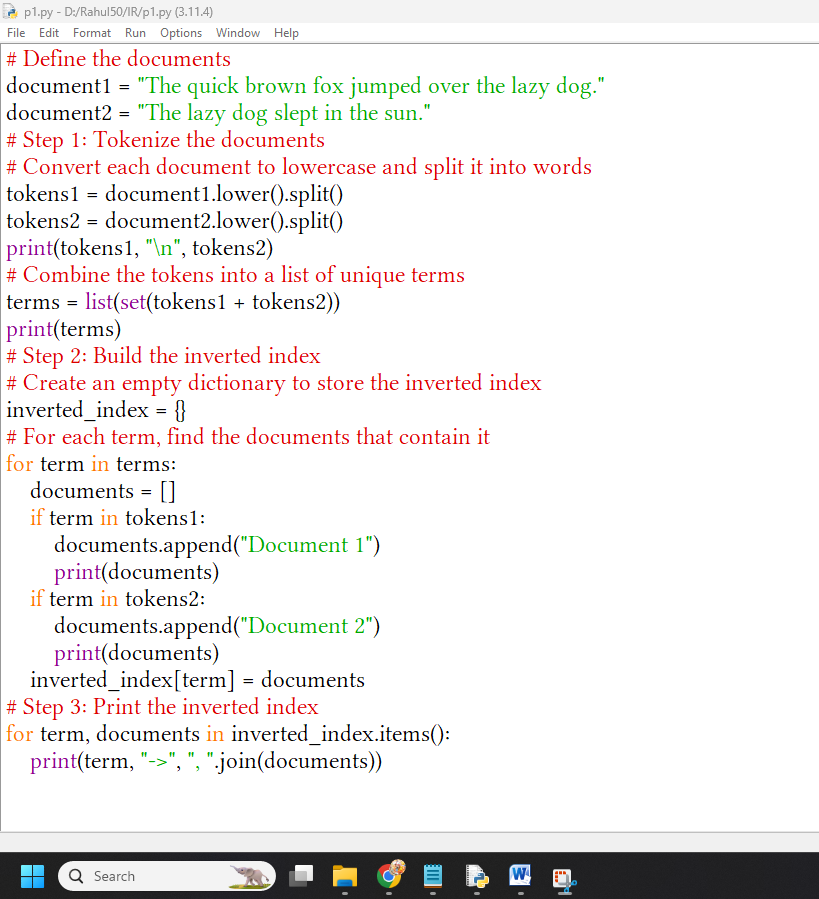 p1.py - D:/Rahul50/IR/p1.py (3.11.4)
File Edit Format Run Options Window Help
# Define the documents
document1 = "The quick brown fox jumped over the lazy dog."
document2 = "The lazy dog slept in the sun."
# Step 1: Tokenize the documents
# Convert each document to lowercase and split it into words
tokens1 = document1.lower().split()
tokens2 = document2.lower().split()
print(tokens1, "\n", tokens2)
# Combine the tokens into a list of unique terms
terms = list(set(tokens1 + tokens2))
print(terms)
# Step 2: Build the inverted index
# Create an empty dictionary to store the inverted index
inverted_index = {}
# For each term, find the documents that contain it
for term in terms:
    documents = []
    if term in tokens1:
        documents.append("Document 1")
        print(documents)
    if term in tokens2:
        documents.append("Document 2")
        print(documents)
    inverted_index[term] = documents
# Step 3: Print the inverted index
for term, documents in inverted_index.items():
    print(term, "->", ", ".join(documents))
Search